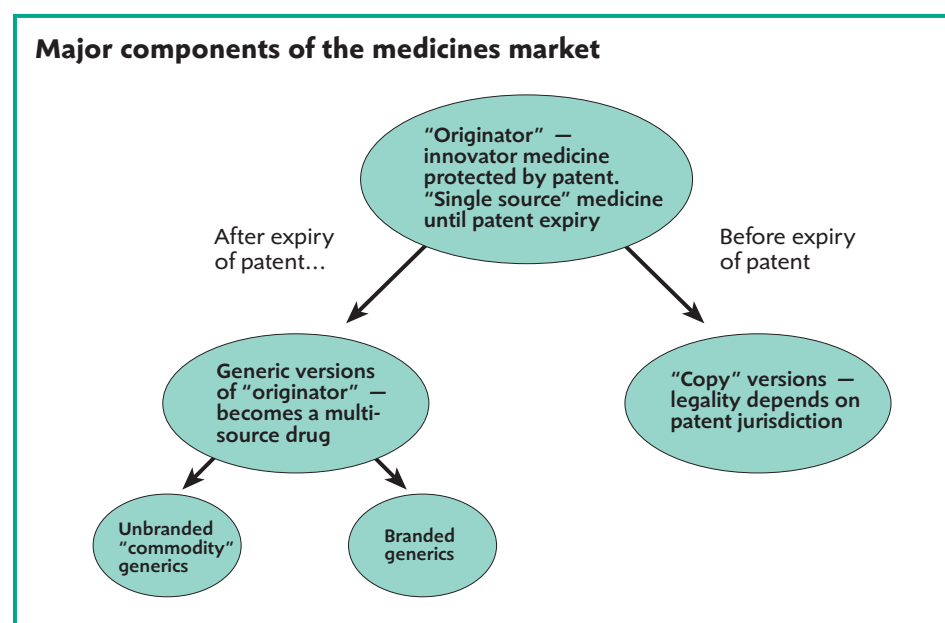 Major components of the medicines market
“Originator” —
innovator medicine
protected by patent.
“Single source” medicine
until patent expiry
After expiry
of patent…
Before expiry
of patent
Generic versions
of “originator” —
becomes a multi-
source drug
“Copy” versions —
legality depends on
patent jurisdiction
Unbranded
“commodity”
generics
Branded
generics